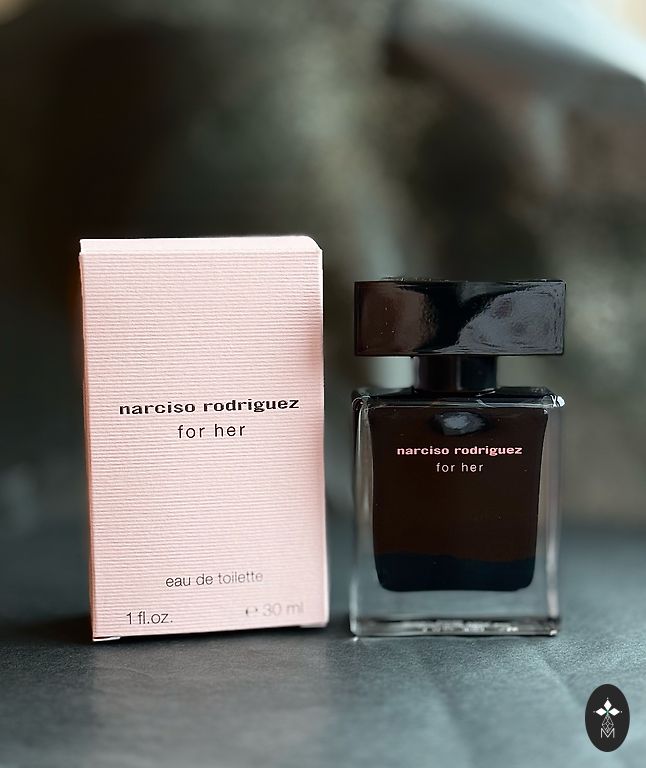 narciso rodriguez
for her
eau de toilette
1 fl.oz. e 30 ml
narciso rodriguez
for her
M